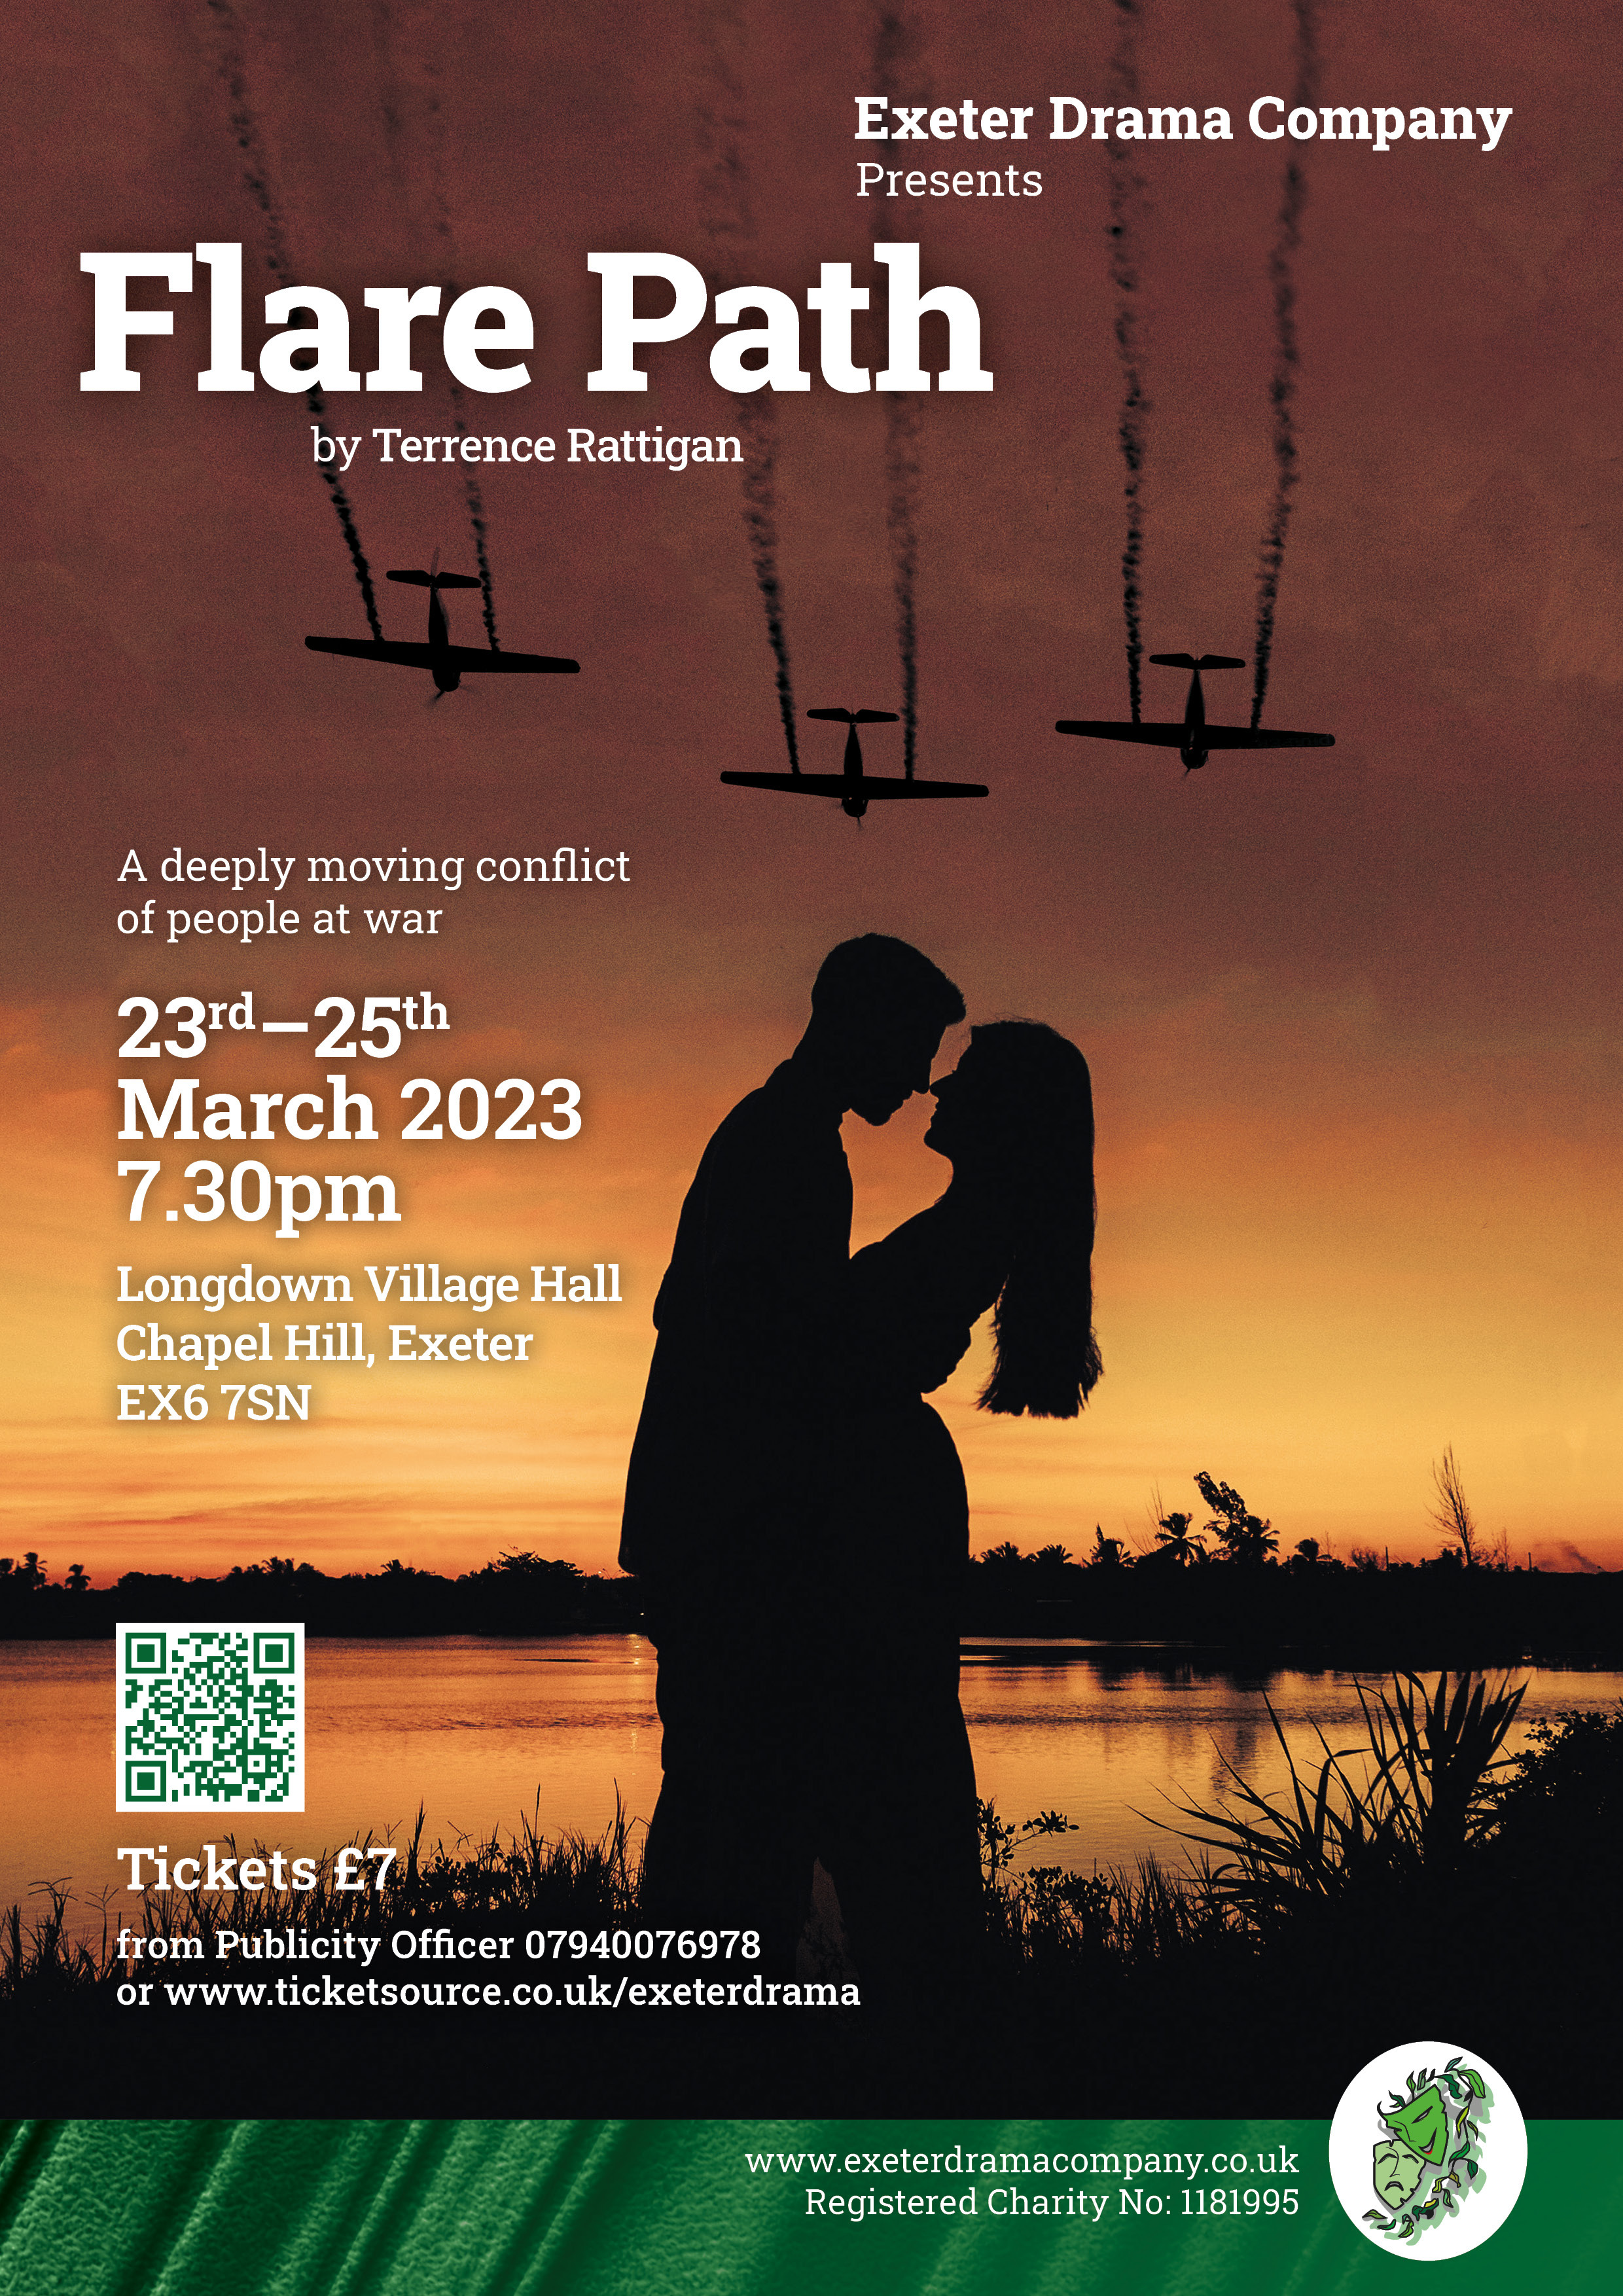 Exeter Drama Company
Presents
Flare Path
by Terrence Rattigan
A deeply moving conflict
of people at war
23rd–25th
March 2023
7.30pm
Longdown Village Hall
Chapel Hill, Exeter
EX6 7SN
Tickets £7
from Publicity Officer 07940076978
or www.ticketsource.co.uk/exeterdrama
www.exeterdramacompany.co.uk
Registered Charity No: 1181995